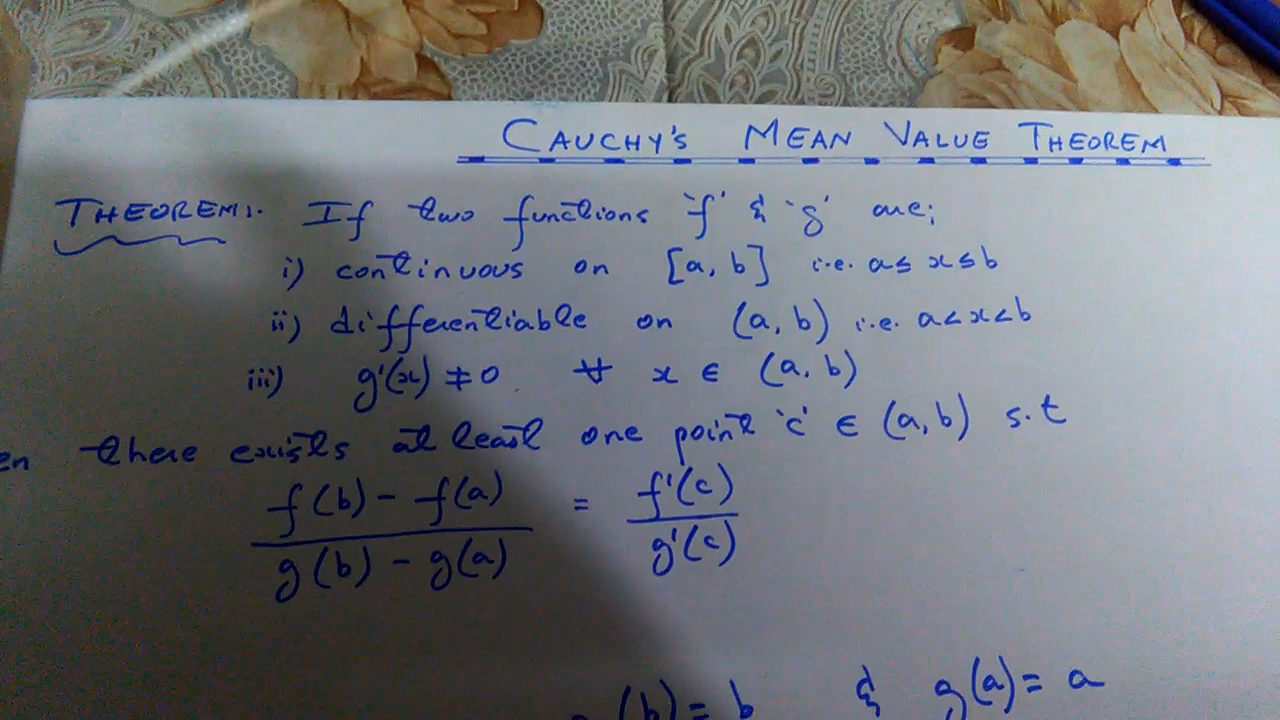 CAUCHY'S MEAN VALUE THEOREM
THEOREM:. If two functions 'f' & 'g' are;
i) continuous on [a, b] i.e. a ≤ x ≤ b
ii) differentiable on (a, b) i.e. a < x < b
iii) g'(x) ≠ 0 ∀ x ∈ (a, b)
en there exists at least one point 'c' ∈ (a, b) s.t
f(b) - f(a) / g(b) - g(a) = f'(c) / g'(c)
(b) = b & g(a) = a